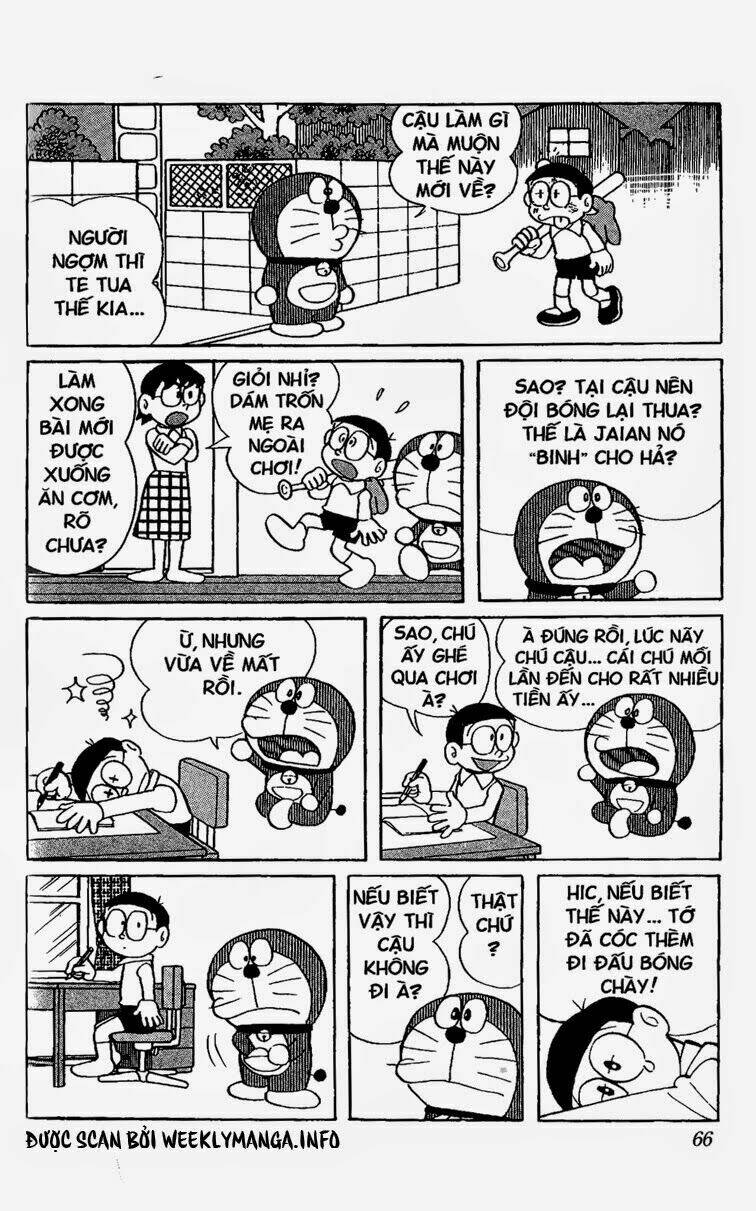 CẬU LÀM GÌ
MÀ MUỘN
THẾ NÀY
MỚI VỀ?
NGƯỜI
NGỢM THÌ
TE TUA
THẾ KIA...
SAO? TẠI CẬU NÊN
ĐỘI BÓNG LẠI THUA?
THẾ LÀ JAIAN NÓ
“BINH” CHO HẢ?
GIỎI NHỈ?
DÁM TRỐN
MẸ RA
NGOÀI
CHƠI!
LÀM
XONG
BÀI MỚI
ĐƯỢC
XUỐNG
ĂN CƠM,
RÕ
CHƯA?
À ĐÚNG RỒI, LÚC NÃY
CHÚ CẬU... CÁI CHÚ MỖI
LẦN ĐẾN CHO RẤT NHIỀU
TIỀN ẤY...
SAO, CHÚ
ẤY GHÉ
QUA CHƠI
À?
Ừ, NHƯNG
VỪA VỀ MẤT
RỒI.
HIC, NẾU BIẾT
THẾ NÀY... TỚ
ĐÃ CÓC THÈM
ĐI ĐẤU BÓNG
CHÀY!
THẬT
CHỨ
?
NẾU BIẾT
VẬY THÌ
CẬU
KHÔNG
ĐI À?
ĐƯỢC SCAN BỞI WEEKLYMANGA.INFO
66